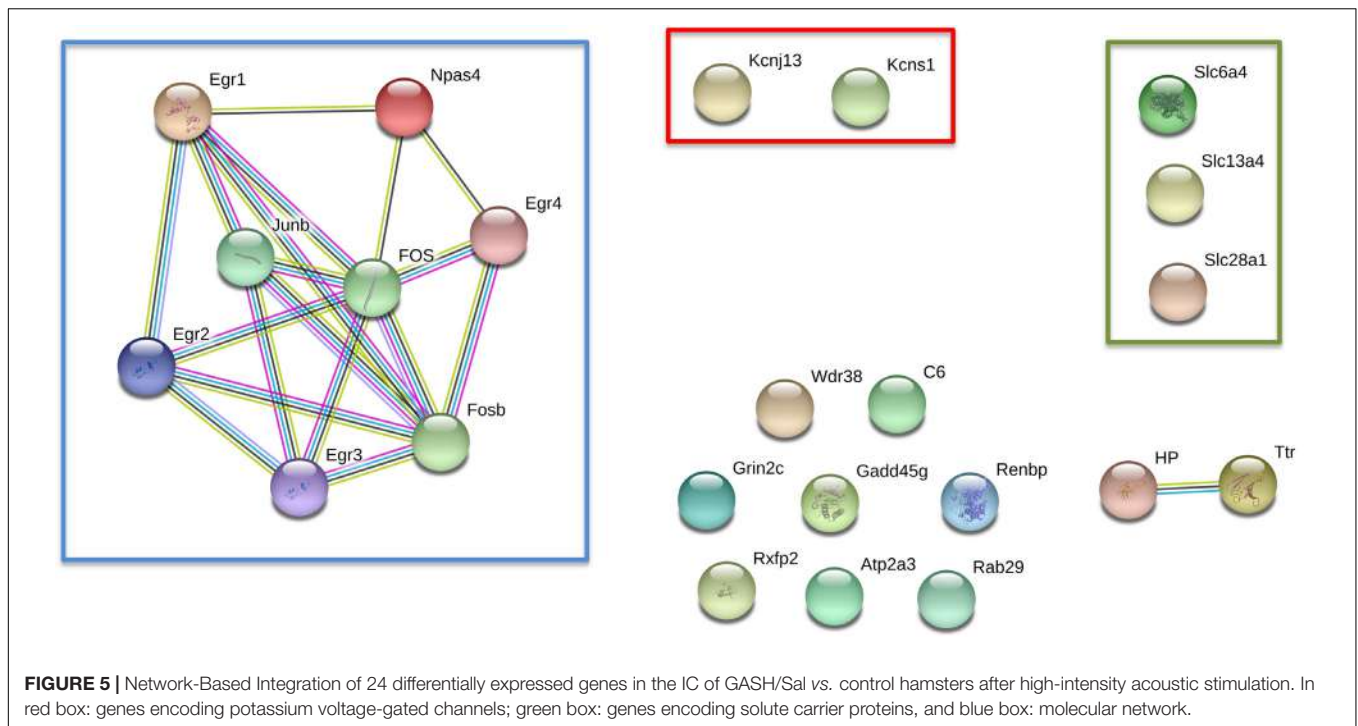 Egr1
Npas4
Egr4
Junb
FOS
Egr2
Fosb
Egr3
Kcnj13
Kcns1
Slc6a4
Slc13a4
Slc28a1
Wdr38
C6
Grin2c
Gadd45g
Renbp
Rxfp2
Atp2a3
Rab29
HP
Ttr
FIGURE 5 | Network-Based Integration of 24 differentially expressed genes in the IC of GASH/Sal vs. control hamsters after high-intensity acoustic stimulation. In
red box: genes encoding potassium voltage-gated channels; green box: genes encoding solute carrier proteins, and blue box: molecular network.